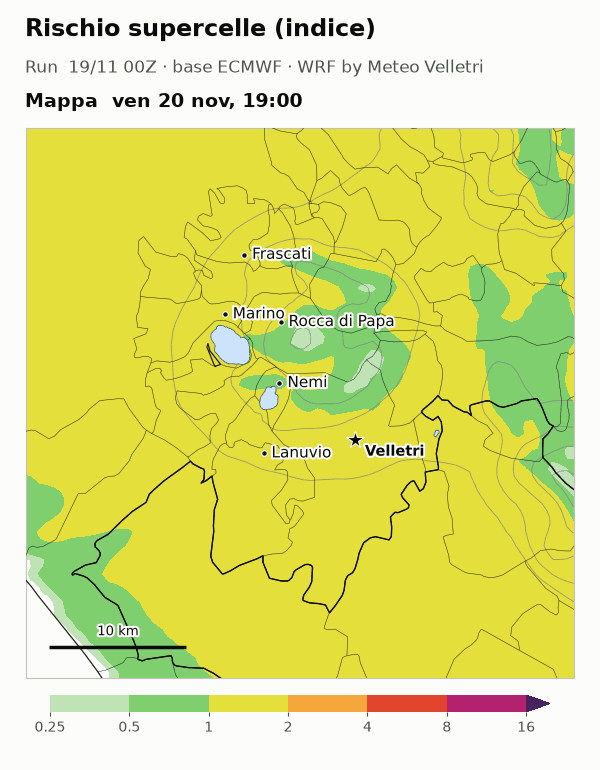 Rischio supercelle (indice)
Run  19/11 00Z · base ECMWF · WRF by Meteo Velletri
Mappa  ven 20 nov, 19:00
Frascati
Marino
Rocca di Papa
Nemi
Velletri
Lanuvio
10 km
0.25 0.5 1 2 4 8 16